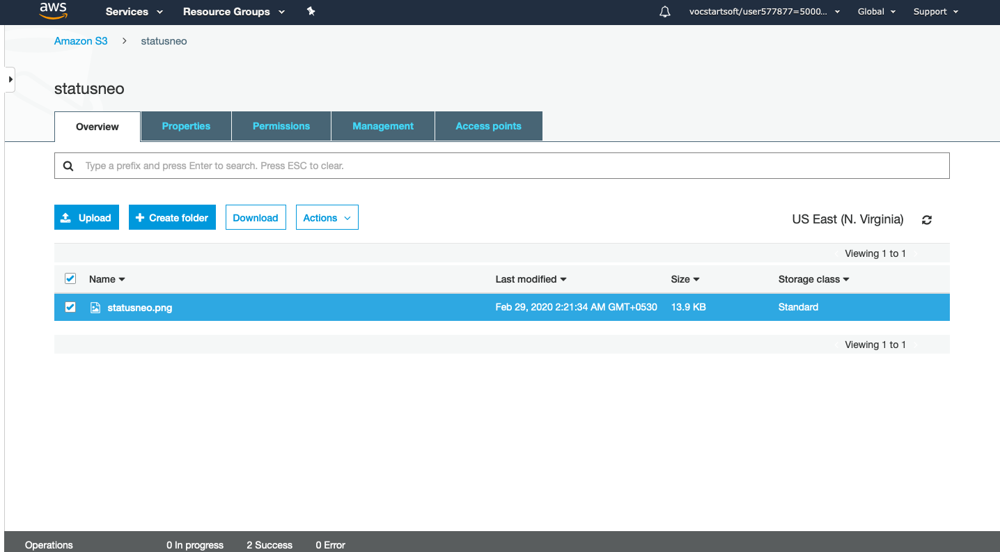 aws Services Resource Groups vocstartsoft/user577877=5000... Global Support
Amazon S3 > statusneo
statusneo
Overview Properties Permissions Management Access points
Type a prefix and press Enter to search. Press ESC to clear.
Upload + Create folder Download Actions US East (N. Virginia)
Viewing 1 to 1
Name Last modified Size Storage class
statusneo.png Feb 29, 2020 2:21:34 AM GMT+0530 13.9 KB Standard
Viewing 1 to 1
Operations 0 In progress 2 Success 0 Error